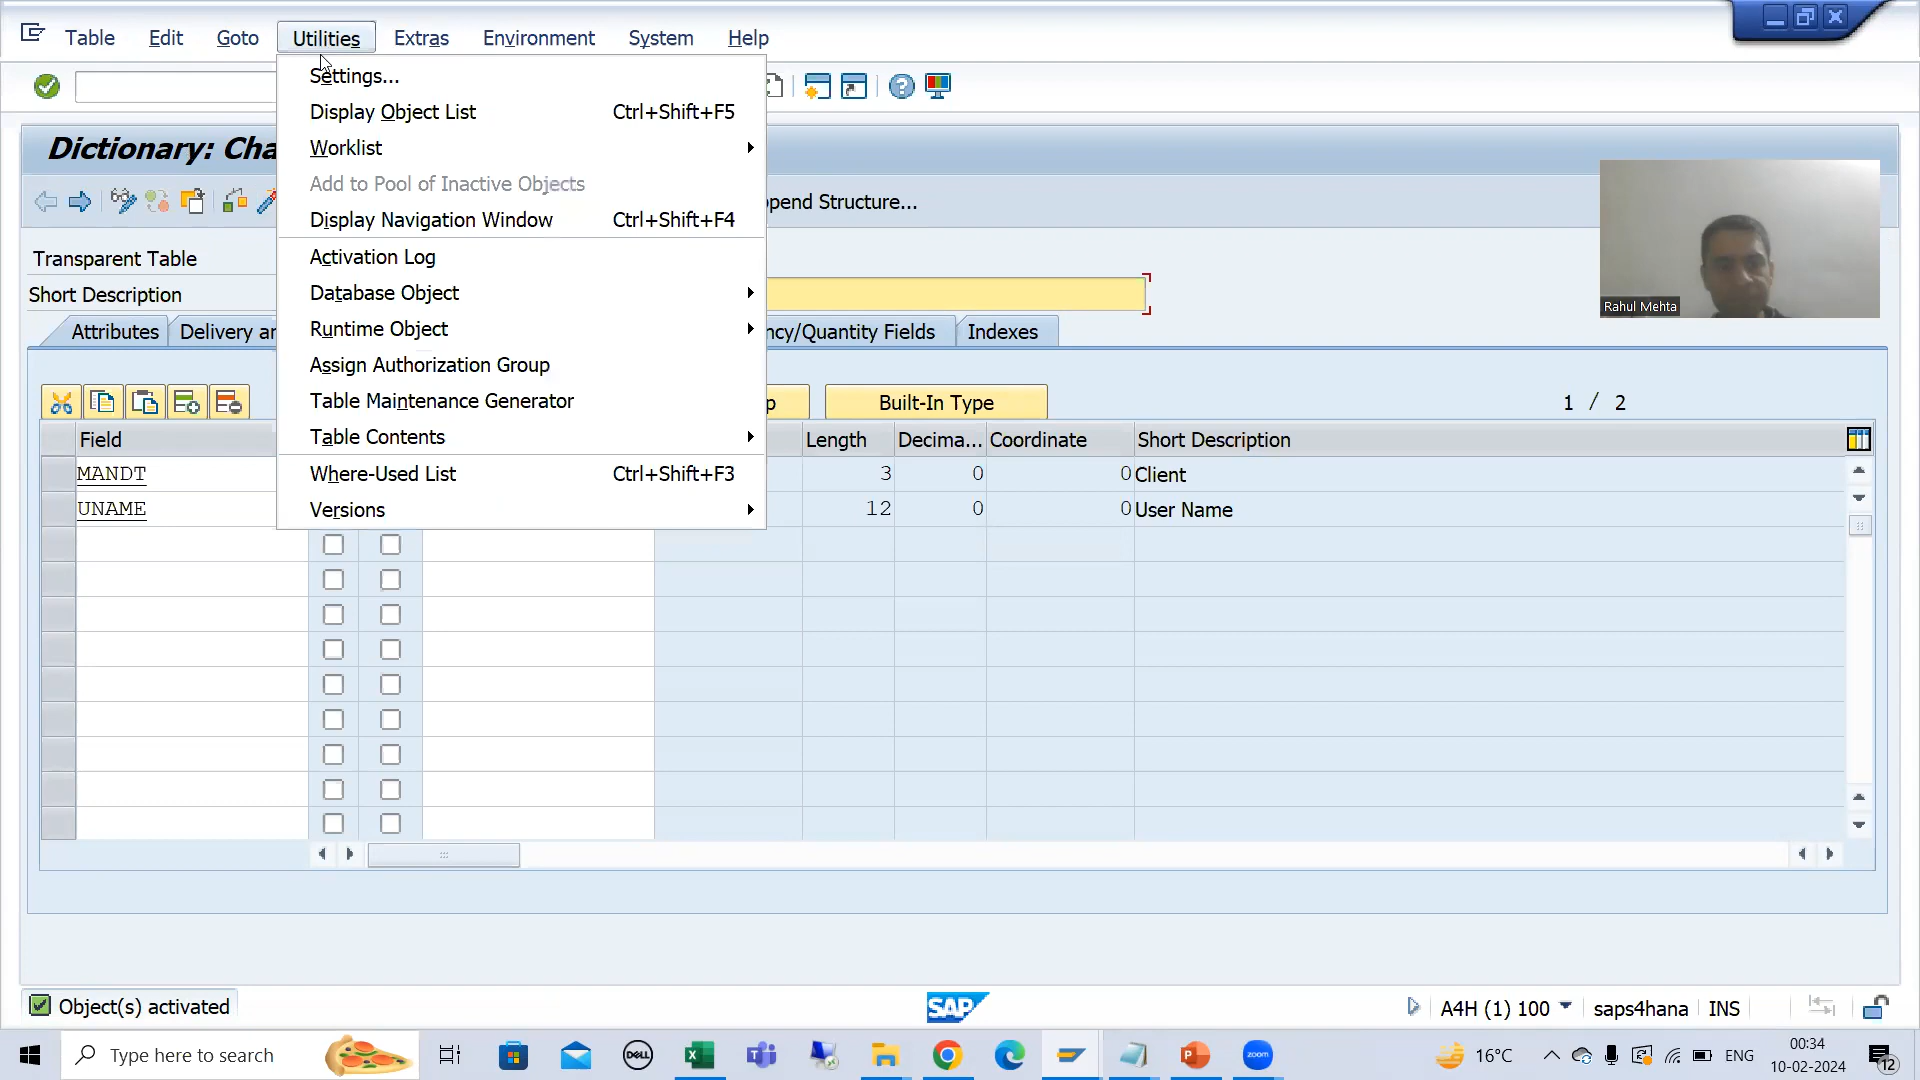 Table Edit Goto Utilities Extras Environment System Help
Settings...
Display Object List Ctrl+Shift+F5
Worklist
Add to Pool of Inactive Objects
Display Navigation Window Ctrl+Shift+F4
Activation Log
Database Object
Runtime Object
Assign Authorization Group
Table Maintenance Generator
Table Contents
Where-Used List Ctrl+Shift+F3
Versions
Dictionary: Cha
pend Structure...
Transparent Table
Short Description
Attributes Delivery an ncy/Quantity Fields Indexes
p Built-In Type 1 / 2
Field Length Decima... Coordinate Short Description
MANDT 3 0 0 Client
UNAME 12 0 0 User Name
Rahul Mehta
Object(s) activated
SAP
A4H (1) 100 saps4hana INS
Type here to search
DELL
zoom
16°C
ENG
00:34
10-02-2024
12